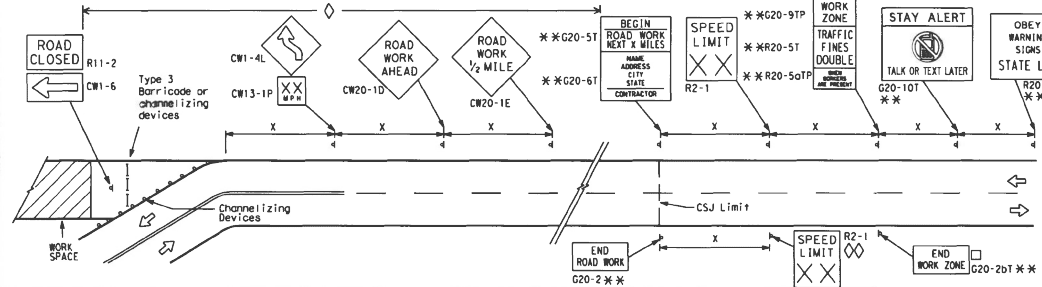 ROAD
CLOSED
R11-2
CW1-6
Type 3
Barricade or
channelizing
devices
CW1-4L
XX
MPH
CW13-1P
ROAD
WORK
AHEAD
CW20-1D
ROAD
WORK
1/2 MILE
CW20-1E
**G20-5T
**G20-6T
BEGIN
ROAD WORK
NEXT X MILES
NAME
ADDRESS
CITY
STATE
CONTRACTOR
SPEED
LIMIT
XX
R2-1
**G20-9TP
**R20-5T
**R20-5aTP
WORK
ZONE
TRAFFIC
FINES
DOUBLE
WHEN
WORKERS
ARE PRESENT
STAY ALERT
TALK OR TEXT LATER
G20-10T
**
OBEY
WARNIN
SIGNS
STATE L
R20
**
X
X
X
X
X
X
X
Channelizing
Devices
WORK
SPACE
CSJ Limit
END
ROAD WORK
G20-2 **
X
SPEED
LIMIT
XX
R2-1
END
WORK ZONE
G20-2bT **